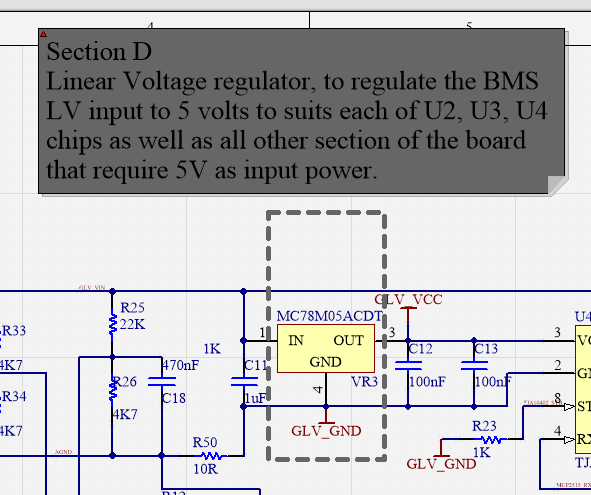 4
5
Section D
Linear Voltage regulator, to regulate the BMS
LV input to 5 volts to suits each of U2, U3, U4
chips as well as all other section of the board
that require 5V as input power.
GLV_VIN
R25
22K
R33
4K7
R34
4K7
R26
4K7
470nF
C18
1K
C11
1uF
R50
10R
AGND
MC78M05ACDT
1
IN
OUT
3
GND
4
VR3
GLV_GND
GLV_VCC
C12
100nF
C13
100nF
R23
1K
GLV_GND
U4
3
VC
2
GN
8
ST
4
RX
TJA
MCP2515_RX
R12